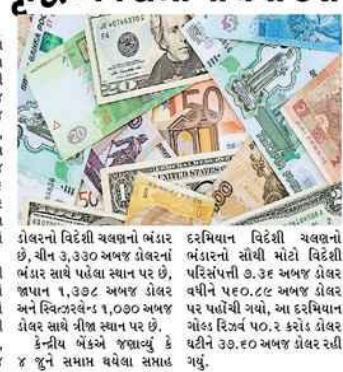 ડોલરનો વિદેશી ચલણનો ભંડાર
છે, ચીન ૩,૩૩૦ અબજ ડોલરનાં
ભંડાર સાથે પહેલા સ્થાન પર છે,
જાપાન ૧,૩૭૮ અબજ ડોલર
અને સ્વિત્ઝરલેન્ડ ૧,૦૭૦ અબજ
ડોલર સાથે ત્રીજા સ્થાન પર છે.
કેન્દ્રીય બેંકએ જણાવ્યું કે
૪ જુને સમાપ્ત થયેલા સપ્તાહ
દરમિયાન વિદેશી ચલણનો
ભંડારનો સૌથી મોટો વિદેશી
પરિસંપત્તી ૭.૩૬ અબજ ડોલર
વધીને ૫૬૦.૮૯ અબજ ડોલર
પર પહોંચી ગયો, આ દરમિયાન
ગોલ્ડ રિઝર્વ ૫૦.૨ કરોડ ડોલર
ઘટીને ૩૭.૬૦ અબજ ડોલર રહી
ગયું.